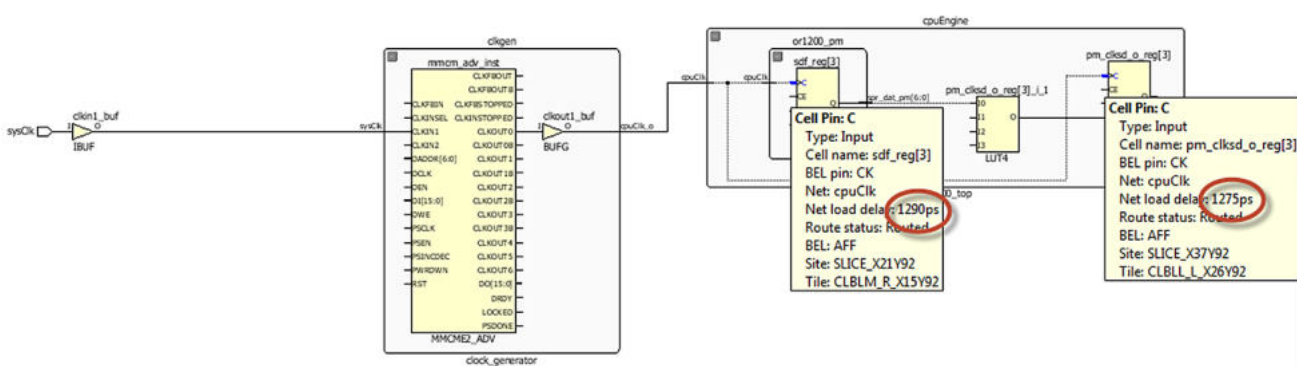 sysClk
clkin1_buf
I
O
IBUF
clkgen
mmcm_adv_inst
sysClk
CLKFBIN
CLKINSEL
CLKIN1
CLKIN2
DADDR[6:0]
DCLK
DEN
DI[15:0]
DWE
PSCLK
PSEN
PSINCDEC
PWRDWN
RST
CLKFBOUT
CLKFBOUTB
CLKFBSTOPPED
CLKINSTOPPED
CLKOUT0
CLKOUT0B
CLKOUT1
CLKOUT1B
CLKOUT2
CLKOUT2B
CLKOUT3
CLKOUT3B
CLKOUT4
CLKOUT5
CLKOUT6
DO[15:0]
DRDY
LOCKED
PSDONE
MMCME2_ADV
clkout1_buf
I
O
BUFG
cpuClk_o
clock_generator
cpuEngine
cpuClk
or1200_pm
cpuClk
sdf_reg[3]
C
CE
spr_dat_pm[6:0]
pm_clksd_o_reg[3]_i_1
I0
I1
I2
I3
O
LUT4
pm_clksd_o_reg[3]
C
CE
Cell Pin: C
Type: Input
Cell name: sdf_reg[3]
BEL pin: CK
Net: cpuClk
Net load delay: 1290ps
Route status: Routed
BEL: AFF
Site: SLICE_X21Y92
Tile: CLBLM_R_X15Y92
Cell Pin: C
Type: Input
Cell name: pm_clksd_o_reg[3]
BEL pin: CK
Net: cpuClk
Net load delay: 1275ps
Route status: Routed
BEL: AFF
Site: SLICE_X37Y92
Tile: CLBLL_L_X26Y92